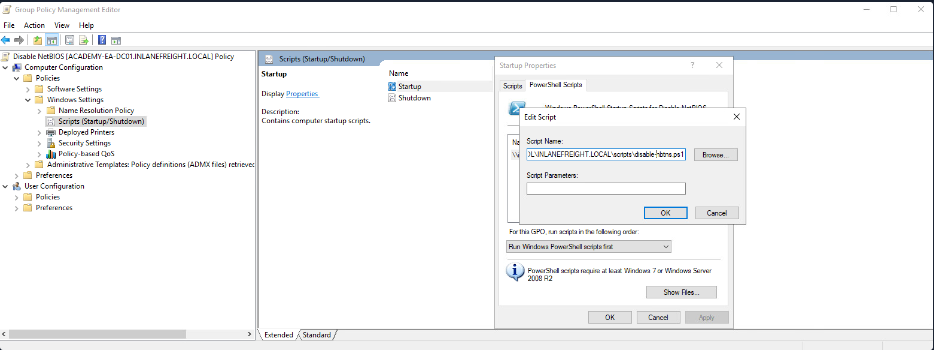 Group Policy Management Editor
File Action View Help
Disable NetBIOS [ACADEMY-EA-DC01.INLANEFREIGHT.LOCAL] Policy
Computer Configuration
Policies
Software Settings
Windows Settings
Name Resolution Policy
Scripts (Startup/Shutdown)
Deployed Printers
Security Settings
Policy-based QoS
Administrative Templates: Policy definitions (ADMX files) retrieved
Preferences
User Configuration
Policies
Preferences
Scripts (Startup/Shutdown)
Startup
Display Properties.
Description:
Contains computer startup scripts.
Name
Startup
Shutdown
Extended Standard
Startup Properties
Scripts PowerShell Scripts
Windows PowerShell Startup Scripts for Disable NetBIOS
Edit Script
Script Name:
\INLANEFREIGHT.LOCAL\scripts\disable-nbtns.ps1
Browse...
Script Parameters:
OK Cancel
For this GPO, run scripts in the following order:
Run Windows PowerShell scripts first
PowerShell scripts require at least Windows 7 or Windows Server
2008 R2
Show Files...
OK Cancel Apply